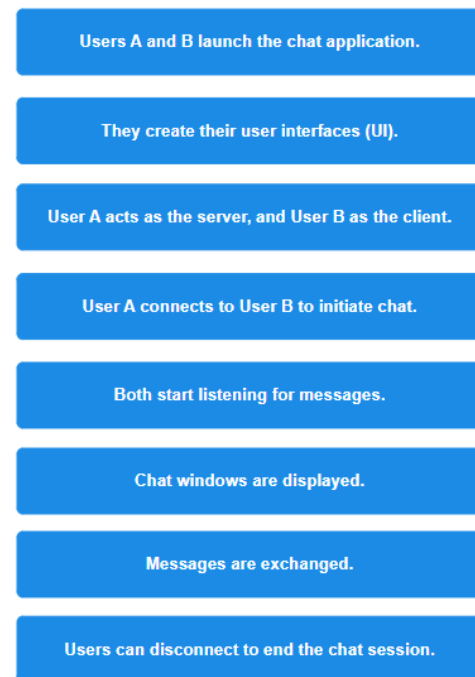 Users A and B launch the chat application.
They create their user interfaces (UI).
User A acts as the server, and User B as the client.
User A connects to User B to initiate chat.
Both start listening for messages.
Chat windows are displayed.
Messages are exchanged.
Users can disconnect to end the chat session.